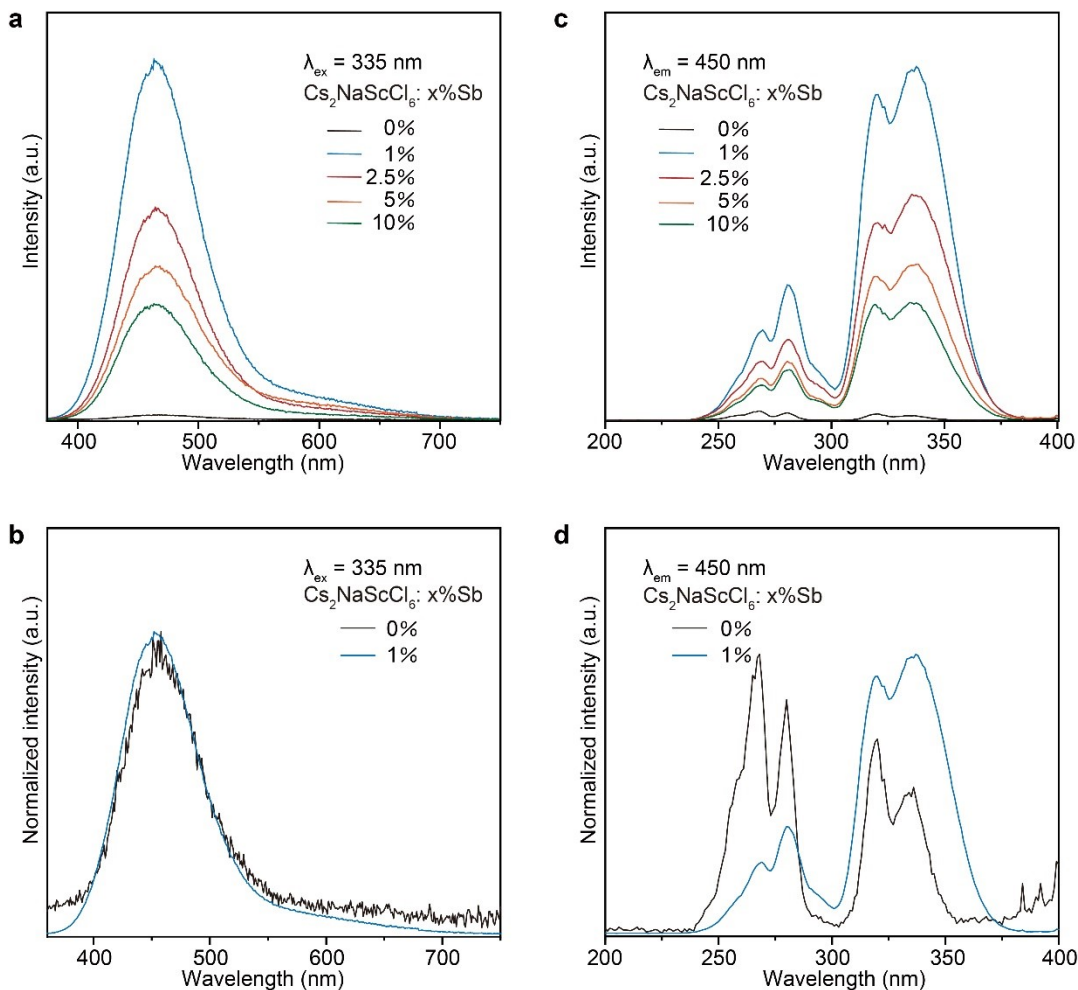 a
λex = 335 nm
Cs2NaScCl6: x%Sb
0%
1%
2.5%
5%
10%
Intensity (a.u.)
400 500 600 700
Wavelength (nm)
c
λem = 450 nm
Cs2NaScCl6: x%Sb
0%
1%
2.5%
5%
10%
Intensity (a.u.)
200 250 300 350 400
Wavelength (nm)
b
λex = 335 nm
Cs2NaScCl6: x%Sb
0%
1%
Normalized intensity (a.u.)
400 500 600 700
Wavelength (nm)
d
λem = 450 nm
Cs2NaScCl6: x%Sb
0%
1%
Normalized intensity (a.u.)
200 250 300 350 400
Wavelength (nm)